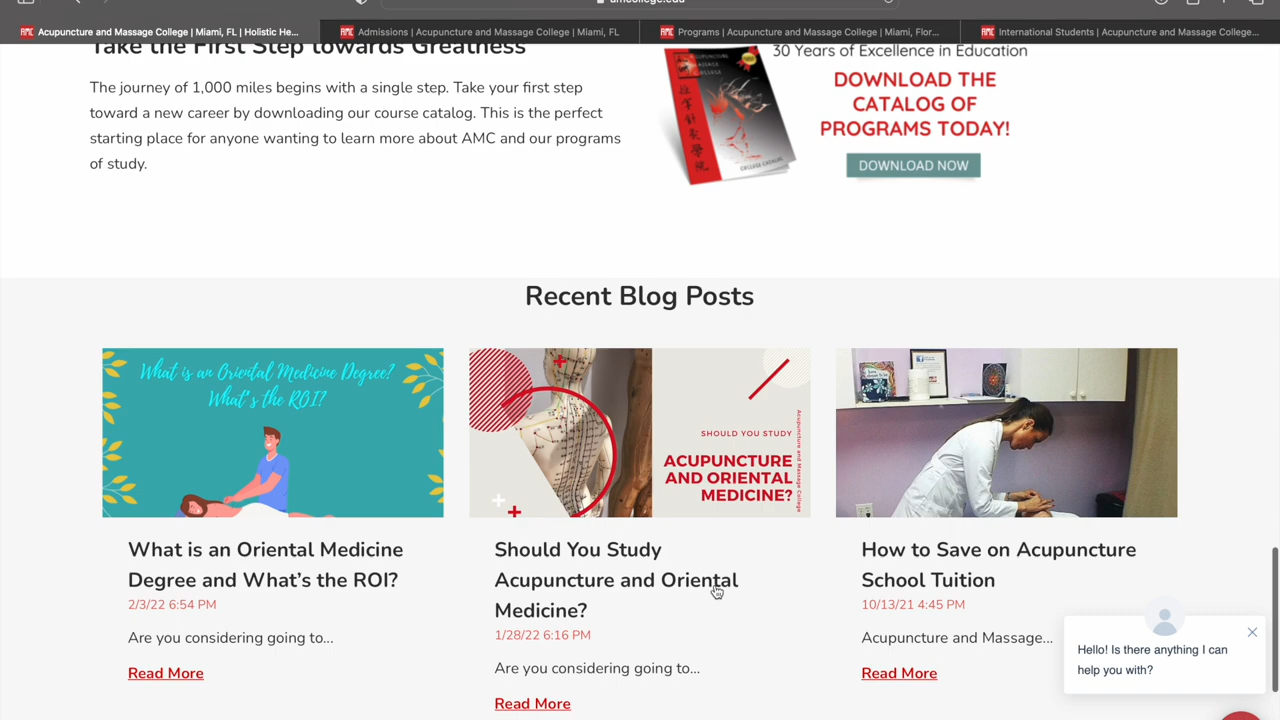 amcollege.edu
Acupuncture and Massage College | Miami, FL | Holistic He...
Admissions | Acupuncture and Massage College | Miami, FL
Programs | Acupuncture and Massage College | Miami, Flor...
International Students | Acupuncture and Massage College...
Take the First Step towards Greatness
The journey of 1,000 miles begins with a single step. Take your first step
toward a new career by downloading our course catalog. This is the perfect
starting place for anyone wanting to learn more about AMC and our programs
of study.
30 Years of Excellence in Education
DOWNLOAD THE
CATALOG OF
PROGRAMS TODAY!
DOWNLOAD NOW
Recent Blog Posts
What is an Oriental Medicine Degree?
What's the ROI?
SHOULD YOU STUDY
ACUPUNCTURE
AND ORIENTAL
MEDICINE?
Acupuncture and Massage College
What is an Oriental Medicine
Degree and What’s the ROI?
2/3/22 6:54 PM
Are you considering going to...
Read More
Should You Study
Acupuncture and Oriental
Medicine?
1/28/22 6:16 PM
Are you considering going to...
Read More
How to Save on Acupuncture
School Tuition
10/13/21 4:45 PM
Acupuncture and Massage...
Read More
Hello! Is there anything I can
help you with?